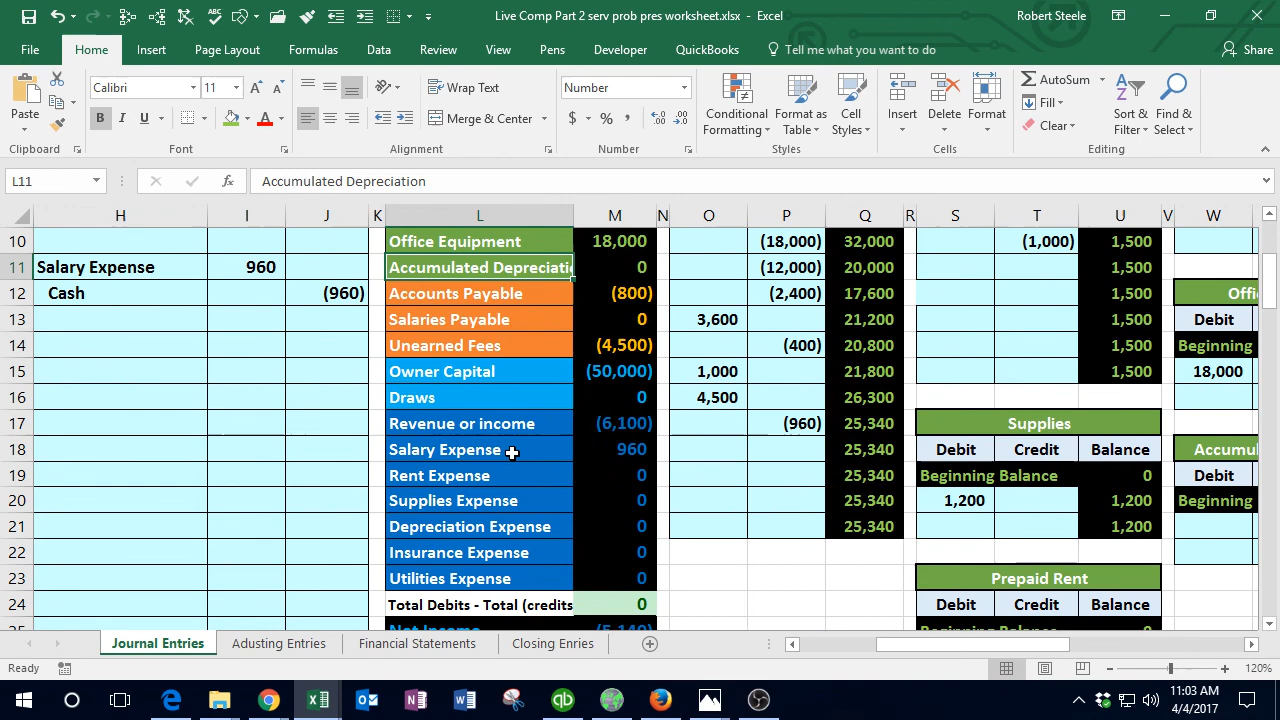 Live Comp Part 2 serv prob pres worksheet.xlsx - Excel
Robert Steele
File Home Insert Page Layout Formulas Data Review View Pens Developer QuickBooks Tell me what you want to do Share
Paste
Clipboard
Calibri 11
B I U
Font
Wrap Text
Merge & Center
Alignment
Number
$ % ,
Number
Conditional Formatting
Format as Table
Cell Styles
Styles
Insert Delete Format
Cells
AutoSum
Fill
Clear
Sort & Filter
Find & Select
Editing
L11 fx Accumulated Depreciation
H I J K L M N O P Q R S T U V W
10 Office Equipment 18,000 (18,000) 32,000 (1,000) 1,500
11 Salary Expense 960 Accumulated Depreciatio 0 (12,000) 20,000 1,500
12 Cash (960) Accounts Payable (800) (2,400) 17,600 1,500 Offi
13 Salaries Payable 0 3,600 21,200 1,500 Debit
14 Unearned Fees (4,500) (400) 20,800 1,500 Beginning
15 Owner Capital (50,000) 1,000 21,800 1,500 18,000
16 Draws 0 4,500 26,300
17 Revenue or income (6,100) (960) 25,340 Supplies
18 Salary Expense 960 25,340 Debit Credit Balance Accumul
19 Rent Expense 0 25,340 Beginning Balance 0 Debit
20 Supplies Expense 0 25,340 1,200 1,200 Beginning
21 Depreciation Expense 0 25,340 1,200
22 Insurance Expense 0
23 Utilities Expense 0 Prepaid Rent
24 Total Debits - Total (credits 0 Debit Credit Balance
Journal Entries Adusting Entries Financial Statements Closing Enries
Ready 120%
11:03 AM
4/4/2017